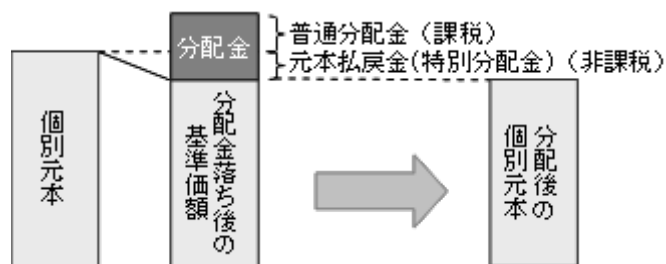 分配金
普通分配金（課税）
元本払戻金(特別分配金)（非課税）
個別元本
分配金落ち後の
基準価額
分配後の
個別元本